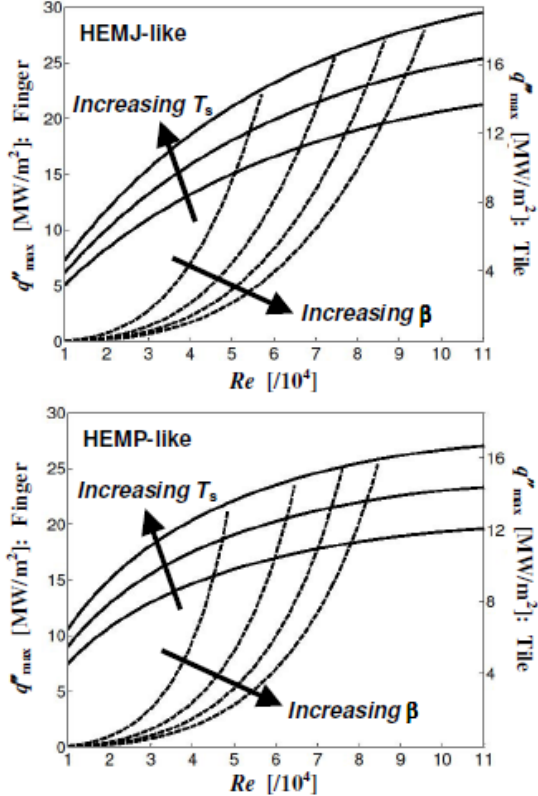 HEMJ-like
Increasing Ts
Increasing β
q″max [MW/m²]: Finger
q″max [MW/m²]: Tile
30
25
20
15
10
5
0
16
12
8
4
1 2 3 4 5 6 7 8 9 10 11
Re [/10⁴]
HEMP-like
Increasing Ts
Increasing β
q″max [MW/m²]: Finger
q″max [MW/m²]: Tile
30
25
20
15
10
5
0
16
12
8
4
1 2 3 4 5 6 7 8 9 10 11
Re [/10⁴]